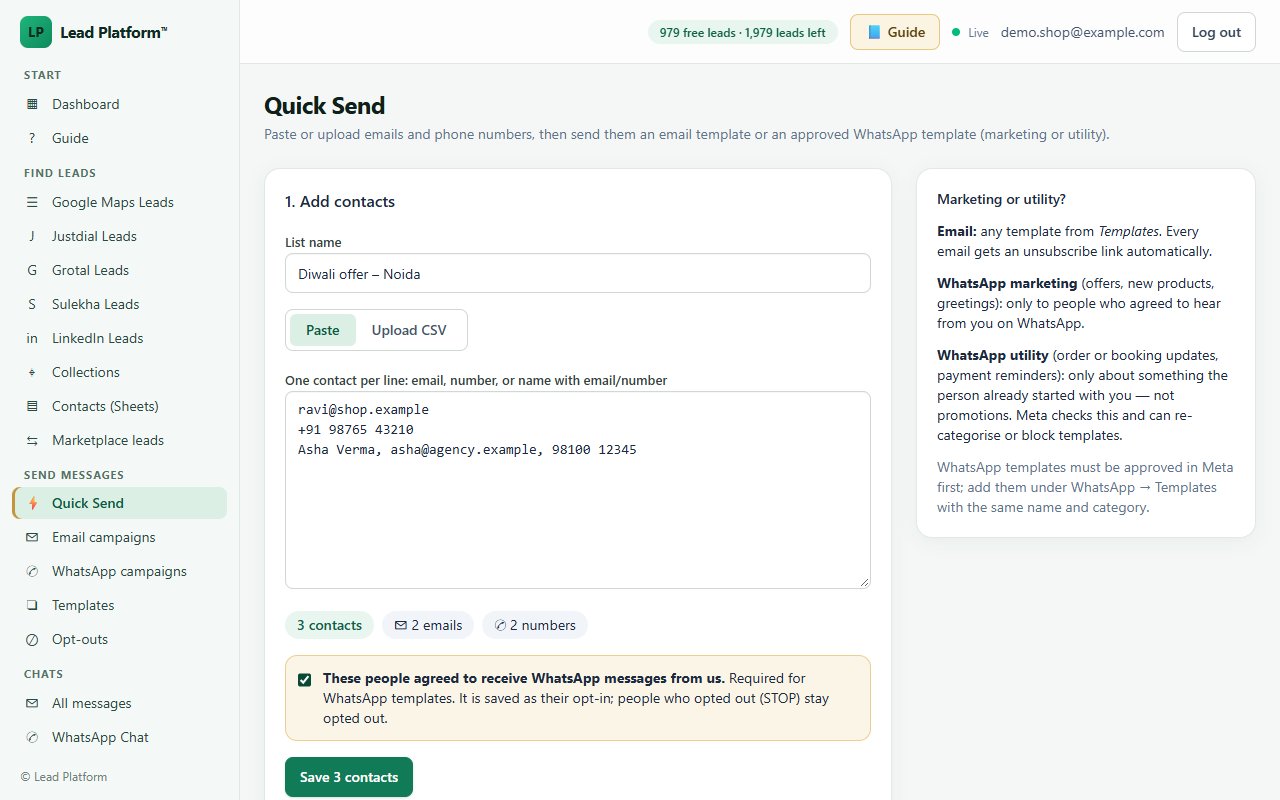 LP Lead Platform™
START
Dashboard
? Guide
FIND LEADS
Google Maps Leads
J Justdial Leads
G Grotal Leads
S Sulekha Leads
in LinkedIn Leads
Collections
Contacts (Sheets)
Marketplace leads
SEND MESSAGES
Quick Send
Email campaigns
WhatsApp campaigns
Templates
Opt-outs
CHATS
All messages
WhatsApp Chat
© Lead Platform
979 free leads · 1,979 leads left
Guide
Live
demo.shop@example.com
Log out
Quick Send
Paste or upload emails and phone numbers, then send them an email template or an approved WhatsApp template (marketing or utility).
1. Add contacts
List name
Diwali offer – Noida
Paste Upload CSV
One contact per line: email, number, or name with email/number
ravi@shop.example
+91 98765 43210
Asha Verma, asha@agency.example, 98100 12345
3 contacts 2 emails 2 numbers
These people agreed to receive WhatsApp messages from us. Required for
WhatsApp templates. It is saved as their opt-in; people who opted out (STOP) stay
opted out.
Save 3 contacts
Marketing or utility?
Email: any template from Templates. Every
email gets an unsubscribe link automatically.
WhatsApp marketing (offers, new products,
greetings): only to people who agreed to hear
from you on WhatsApp.
WhatsApp utility (order or booking updates,
payment reminders): only about something the
person already started with you — not
promotions. Meta checks this and can re-
categorise or block templates.
WhatsApp templates must be approved in Meta
first; add them under WhatsApp → Templates
with the same name and category.